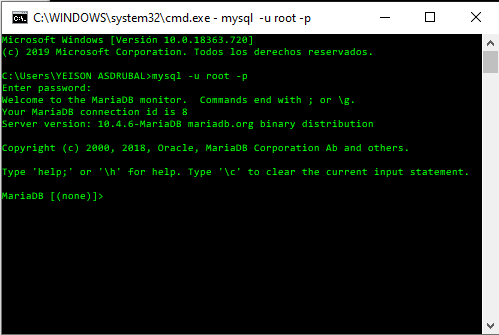 C:\WINDOWS\system32\cmd.exe - mysql -u root -p
Microsoft Windows [Versión 10.0.18363.720]
(c) 2019 Microsoft Corporation. Todos los derechos reservados.
C:\Users\YEISON ASDRUBAL>mysql -u root -p
Enter password:
Welcome to the MariaDB monitor.  Commands end with ; or \g.
Your MariaDB connection id is 8
Server version: 10.4.6-MariaDB mariadb.org binary distribution
Copyright (c) 2000, 2018, Oracle, MariaDB Corporation Ab and others.
Type 'help;' or '\h' for help. Type '\c' to clear the current input statement.
MariaDB [(none)]>